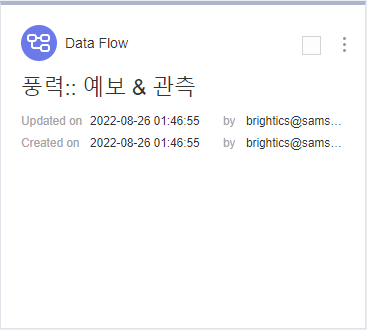 Data Flow
풍력:: 예보 & 관측
Updated on 2022-08-26 01:46:55 by brightics@sams...
Created on 2022-08-26 01:46:55 by brightics@sams...